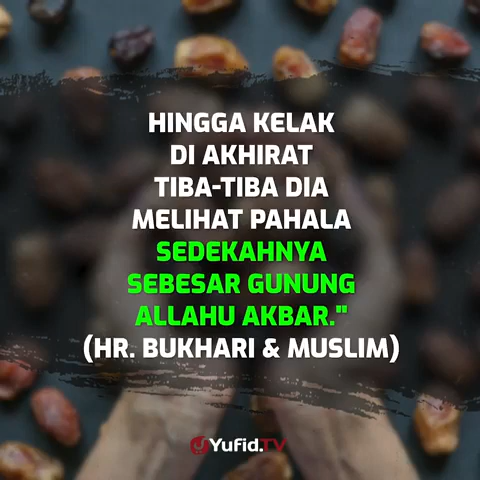 HINGGA KELAK
DI AKHIRAT
TIBA-TIBA DIA
MELIHAT PAHALA
SEDEKAHNYA
SEBESAR GUNUNG
ALLAHU AKBAR."
(HR. BUKHARI & MUSLIM)
Yufid.TV